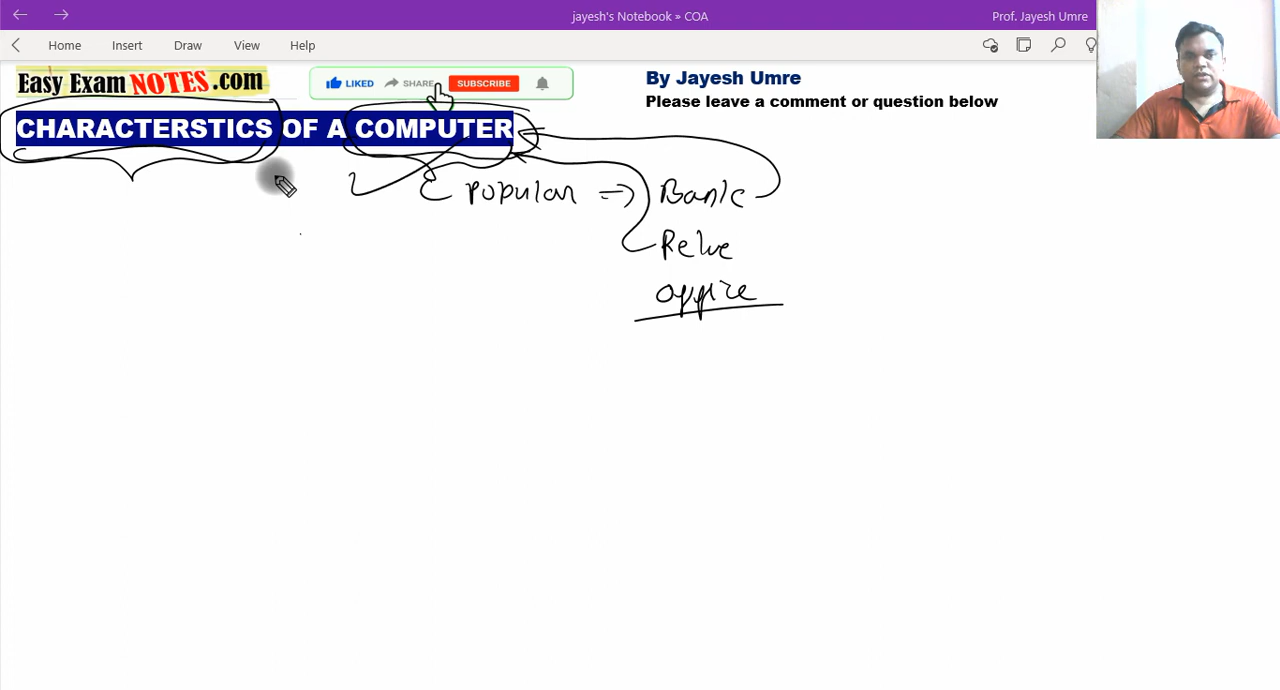 jayesh's Notebook » COA
Prof. Jayesh Umre
Home Insert Draw View Help
Easy Exam NOTES.com
LIKED SHARE SUBSCRIBE
By Jayesh Umre
Please leave a comment or question below
CHARACTERSTICS OF A COMPUTER
Popular => Bank
office